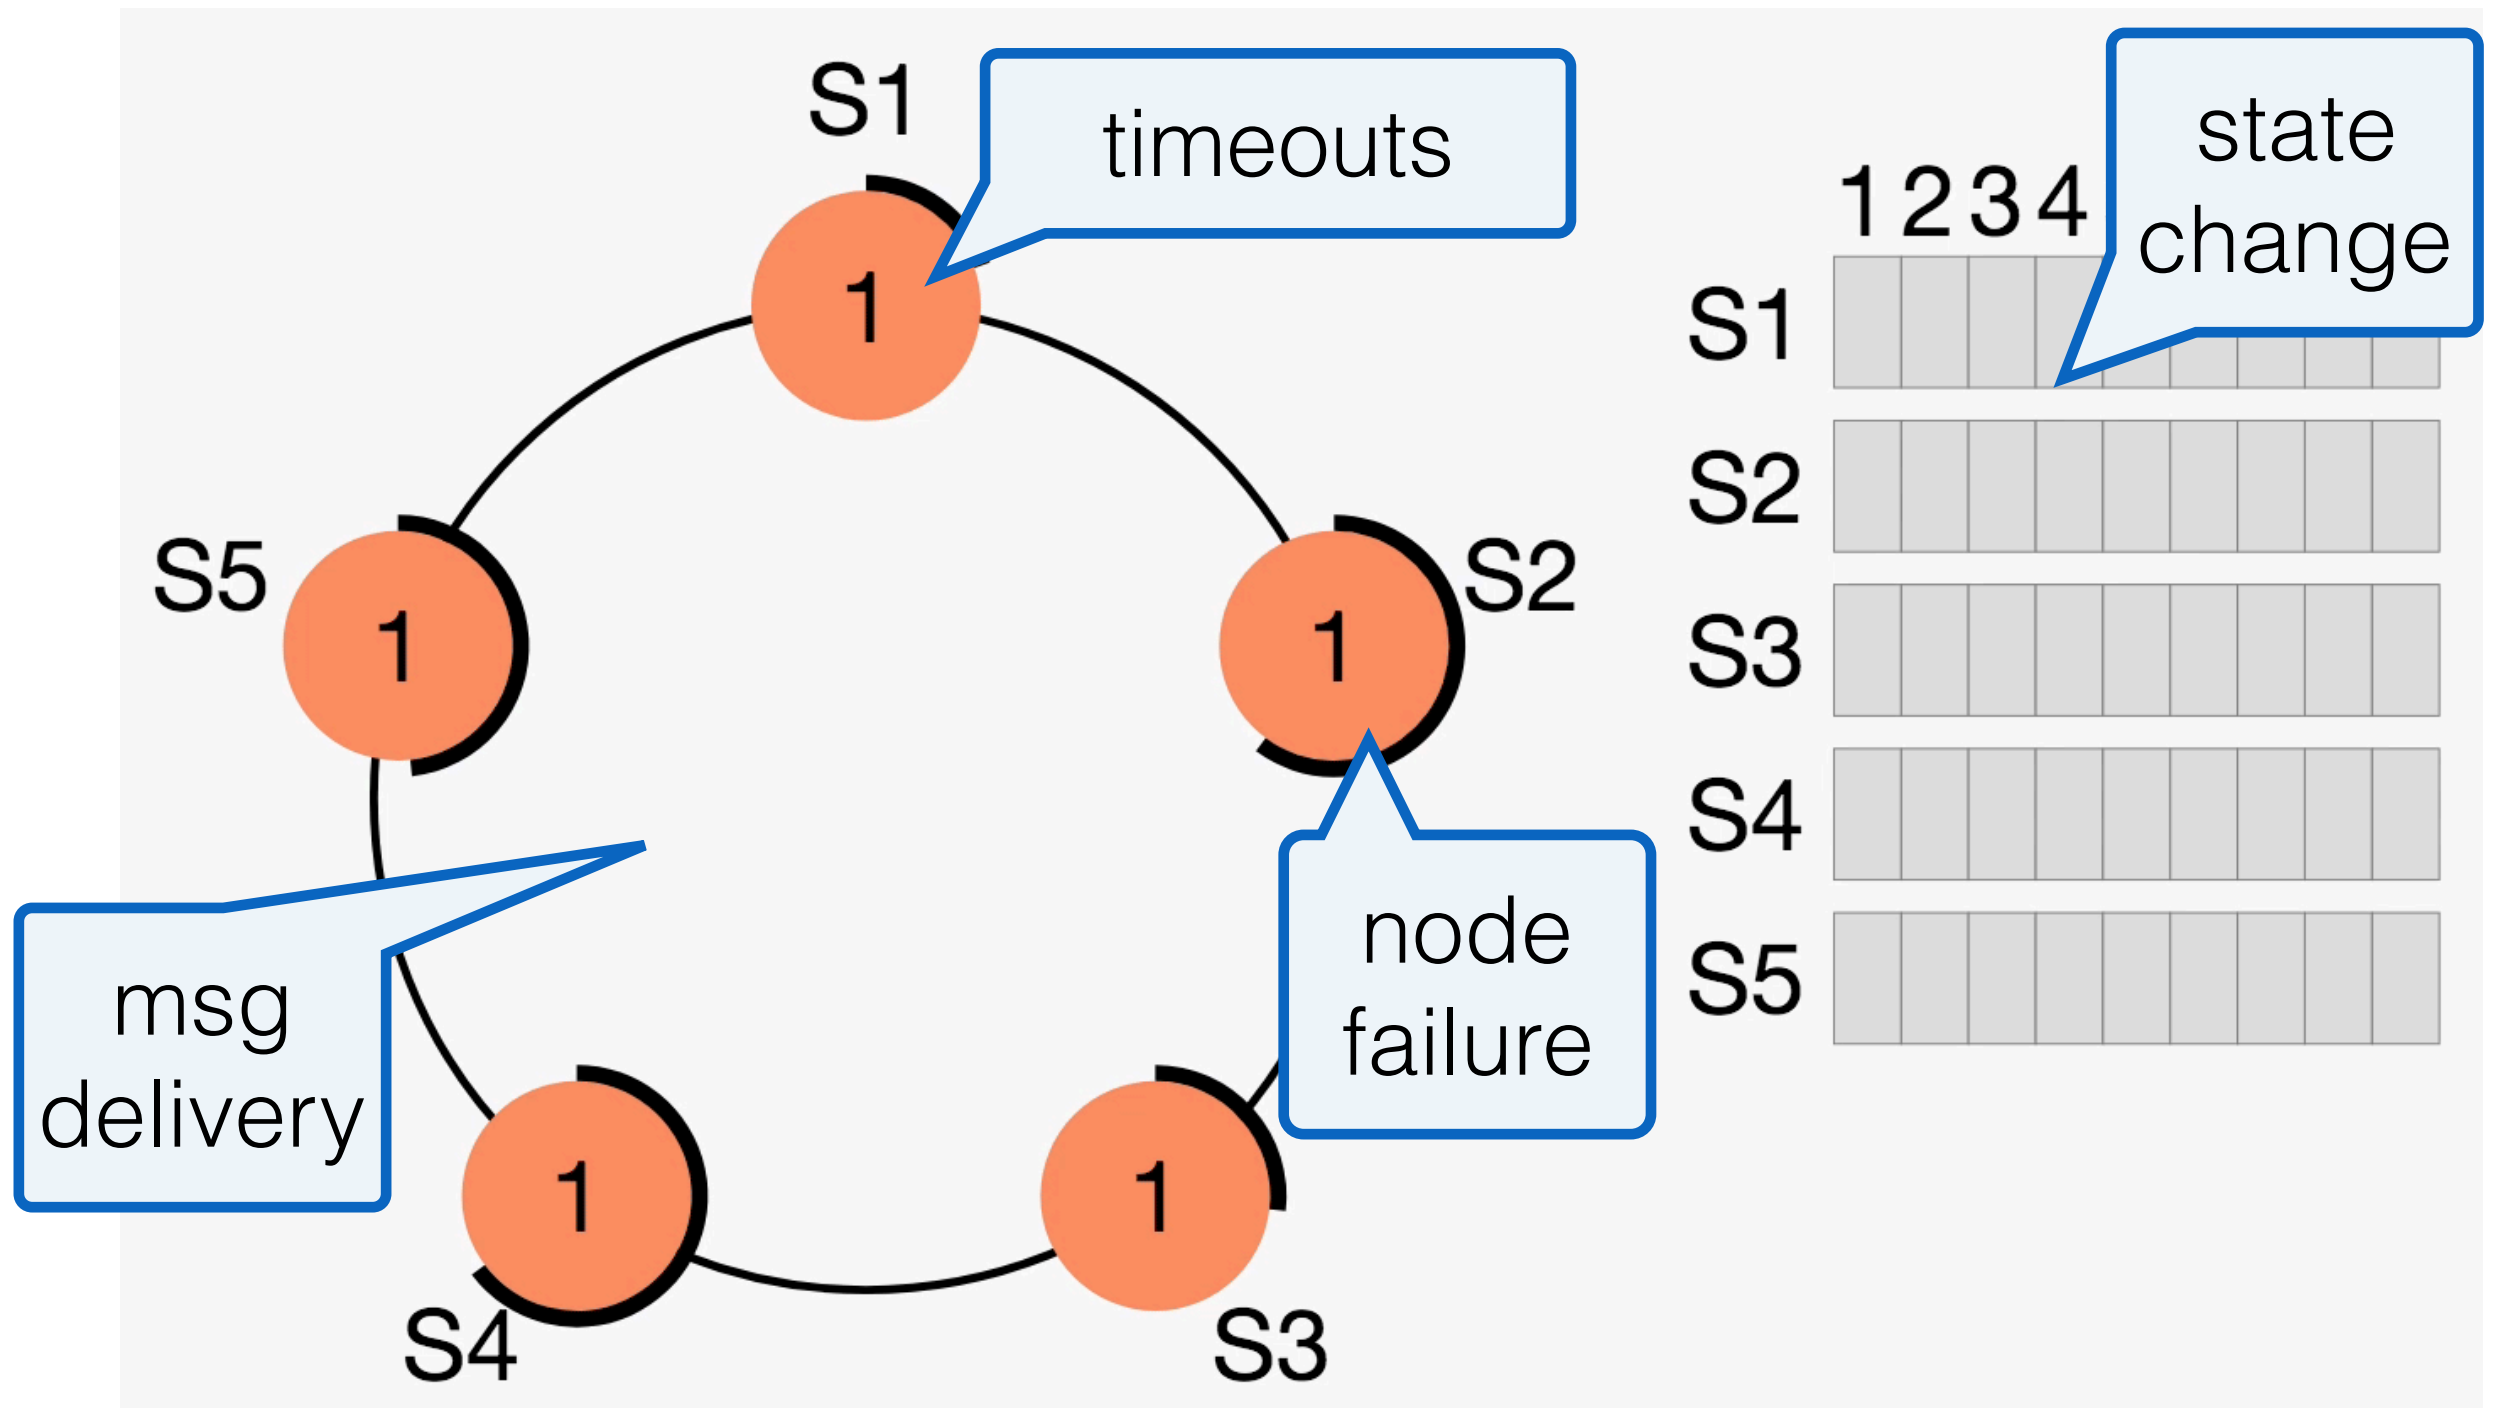 S1
timeouts
state
change
1 2 3 4
1
S1
S2
S5
S2
1
1
S3
S4
node
failure
S5
msg
delivery
1
1
S4
S3